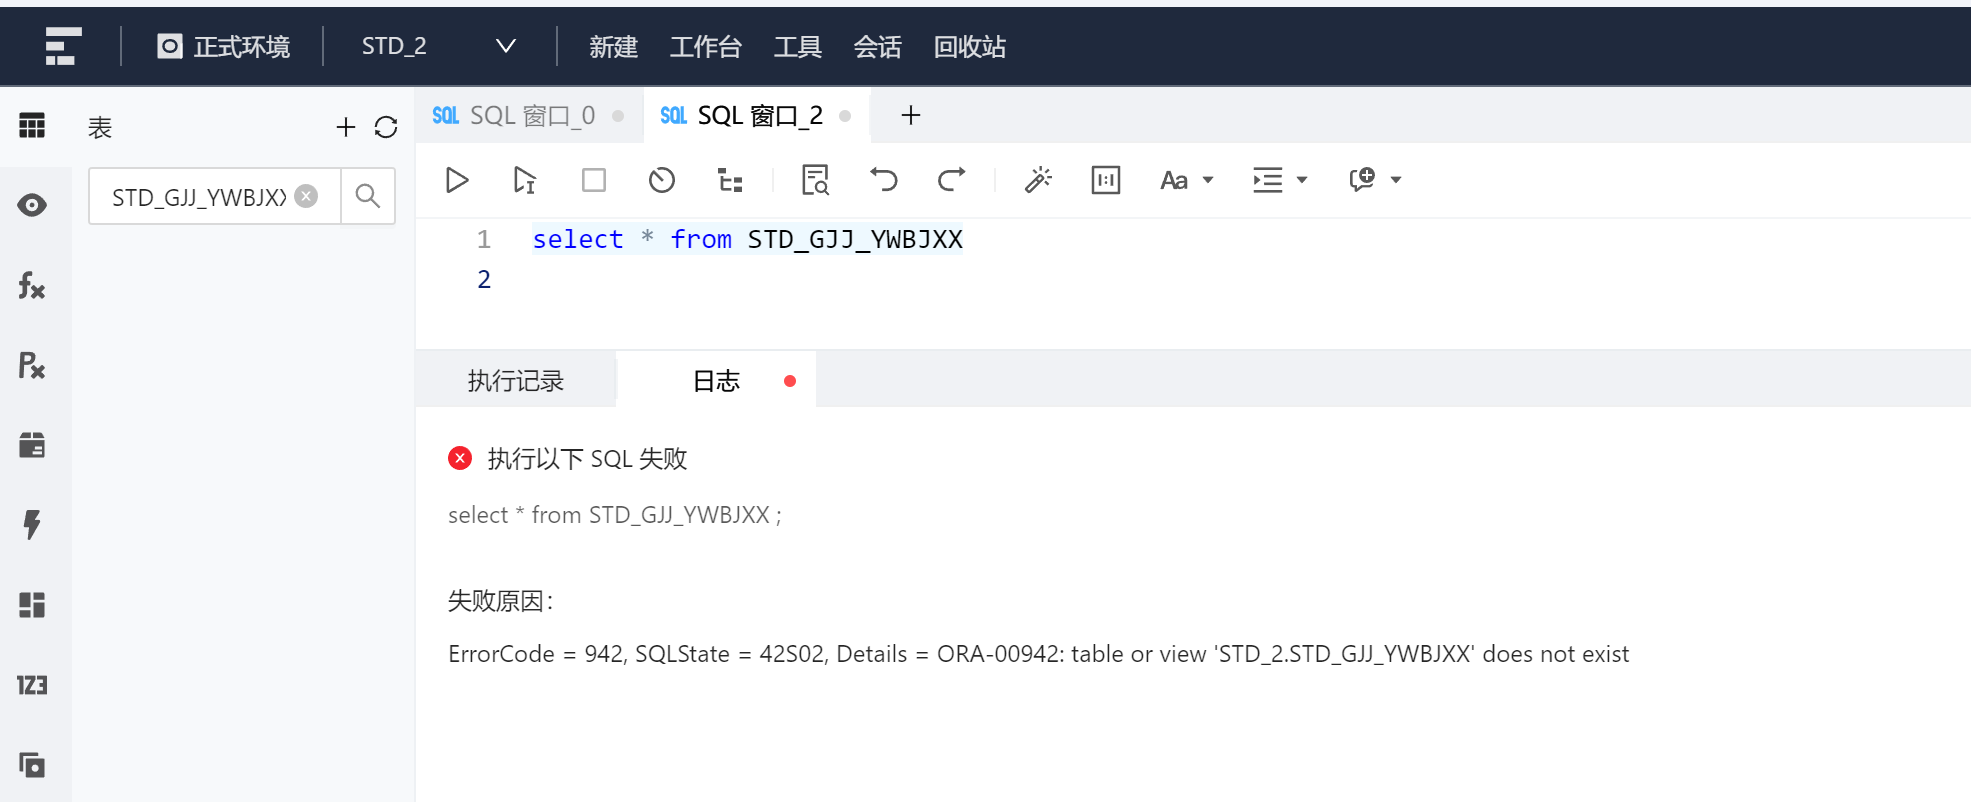 正式环境 STD_2 新建 工作台 工具 会话 回收站
表
STD_GJJ_YWBJXX
SQL SQL 窗口_0 SQL SQL 窗口_2 +
Aa
1 select * from STD_GJJ_YWBJXX
2
执行记录 日志
执行以下 SQL 失败
select * from STD_GJJ_YWBJXX ;
失败原因：
ErrorCode = 942, SQLState = 42S02, Details = ORA-00942: table or view 'STD_2.STD_GJJ_YWBJXX' does not exist
fx
Px
123